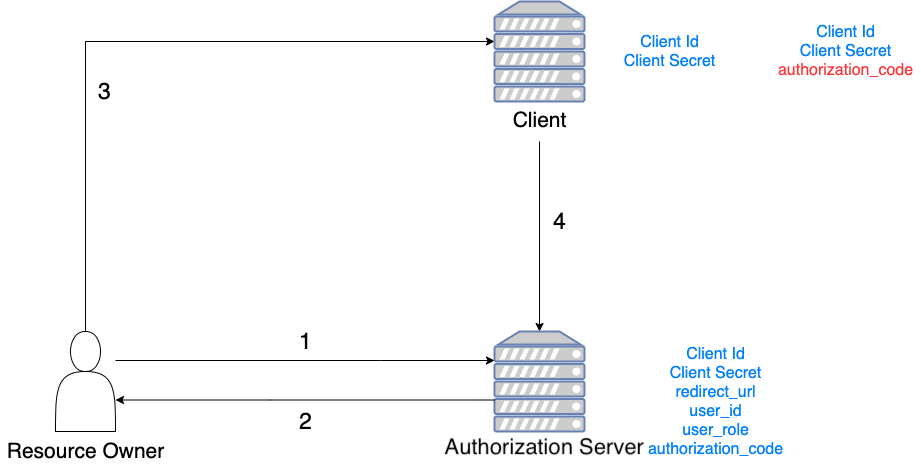 Client Id
Client Secret
Client Id
Client Secret
authorization_code
3
Client
4
1
2
Resource Owner
Authorization Server
Client Id
Client Secret
redirect_url
user_id
user_role
authorization_code